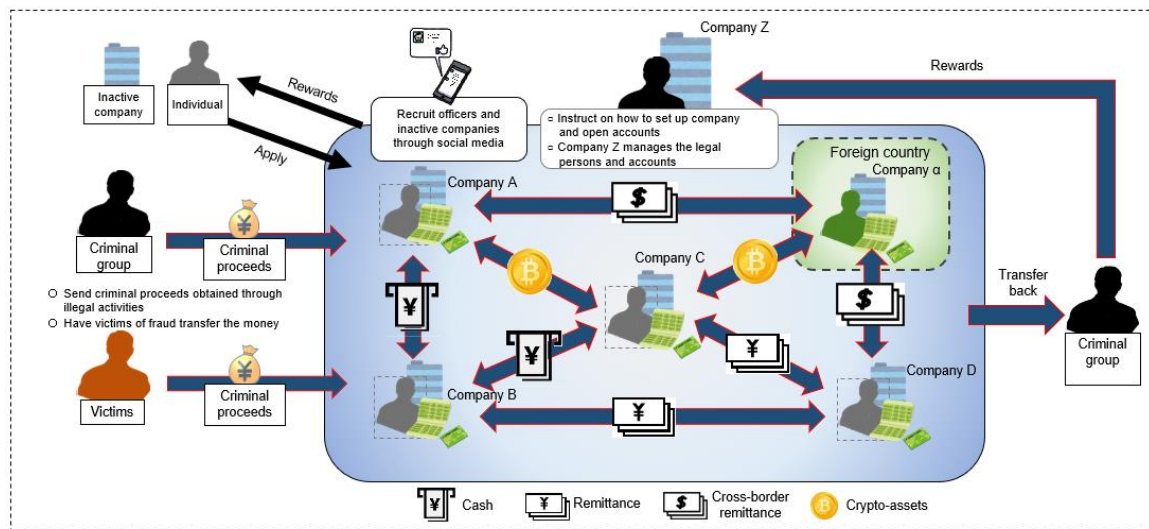 Company Z
Rewards
Inactive
company
Individual
Rewards
Apply
Recruit officers and
inactive companies
through social media
Instruct on how to set up company
and open accounts
Company Z manages the legal
persons and accounts
Foreign country
Company α
Company A
$
Criminal
group
¥
Criminal
proceeds
Company C
₿
₿
¥
$
Transfer
back
Send criminal proceeds obtained through
illegal activities
Have victims of fraud transfer the money
Criminal
group
¥
¥
Victims
¥
Criminal
proceeds
Company B
Company D
¥
¥
Cash
¥
Remittance
$
Cross-border
remittance
₿
Crypto-assets